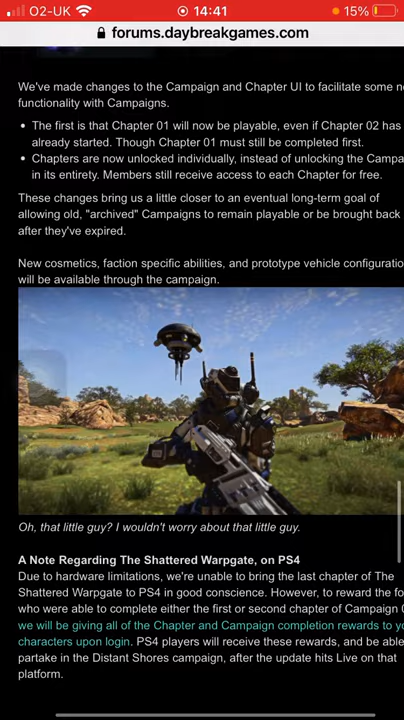 O2-UK
14:41
15%
forums.daybreakgames.com
We've made changes to the Campaign and Chapter UI to facilitate some n
functionality with Campaigns.
• The first is that Chapter 01 will now be playable, even if Chapter 02 has
already started. Though Chapter 01 must still be completed first.
• Chapters are now unlocked individually, instead of unlocking the Campa
in its entirety. Members still receive access to each Chapter for free.
These changes bring us a little closer to an eventual long-term goal of
allowing old, "archived" Campaigns to remain playable or be brought back
after they've expired.
New cosmetics, faction specific abilities, and prototype vehicle configuratio
will be available through the campaign.
Oh, that little guy? I wouldn't worry about that little guy.
A Note Regarding The Shattered Warpgate, on PS4
Due to hardware limitations, we're unable to bring the last chapter of The
Shattered Warpgate to PS4 in good conscience. However, to reward the fo
who were able to complete either the first or second chapter of Campaign 0
we will be giving all of the Chapter and Campaign completion rewards to yo
characters upon login. PS4 players will receive these rewards, and be able
partake in the Distant Shores campaign, after the update hits Live on that
platform.